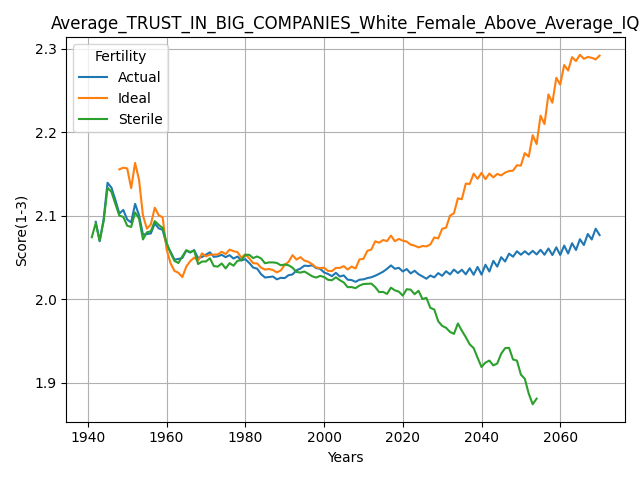 Average_TRUST_IN_BIG_COMPANIES_White_Female_Above_Average_IQ
2.3
2.2
2.1
2.0
1.9
Score(1-3)
Fertility
Actual
Ideal
Sterile
1940 1960 1980 2000 2020 2040 2060
Years